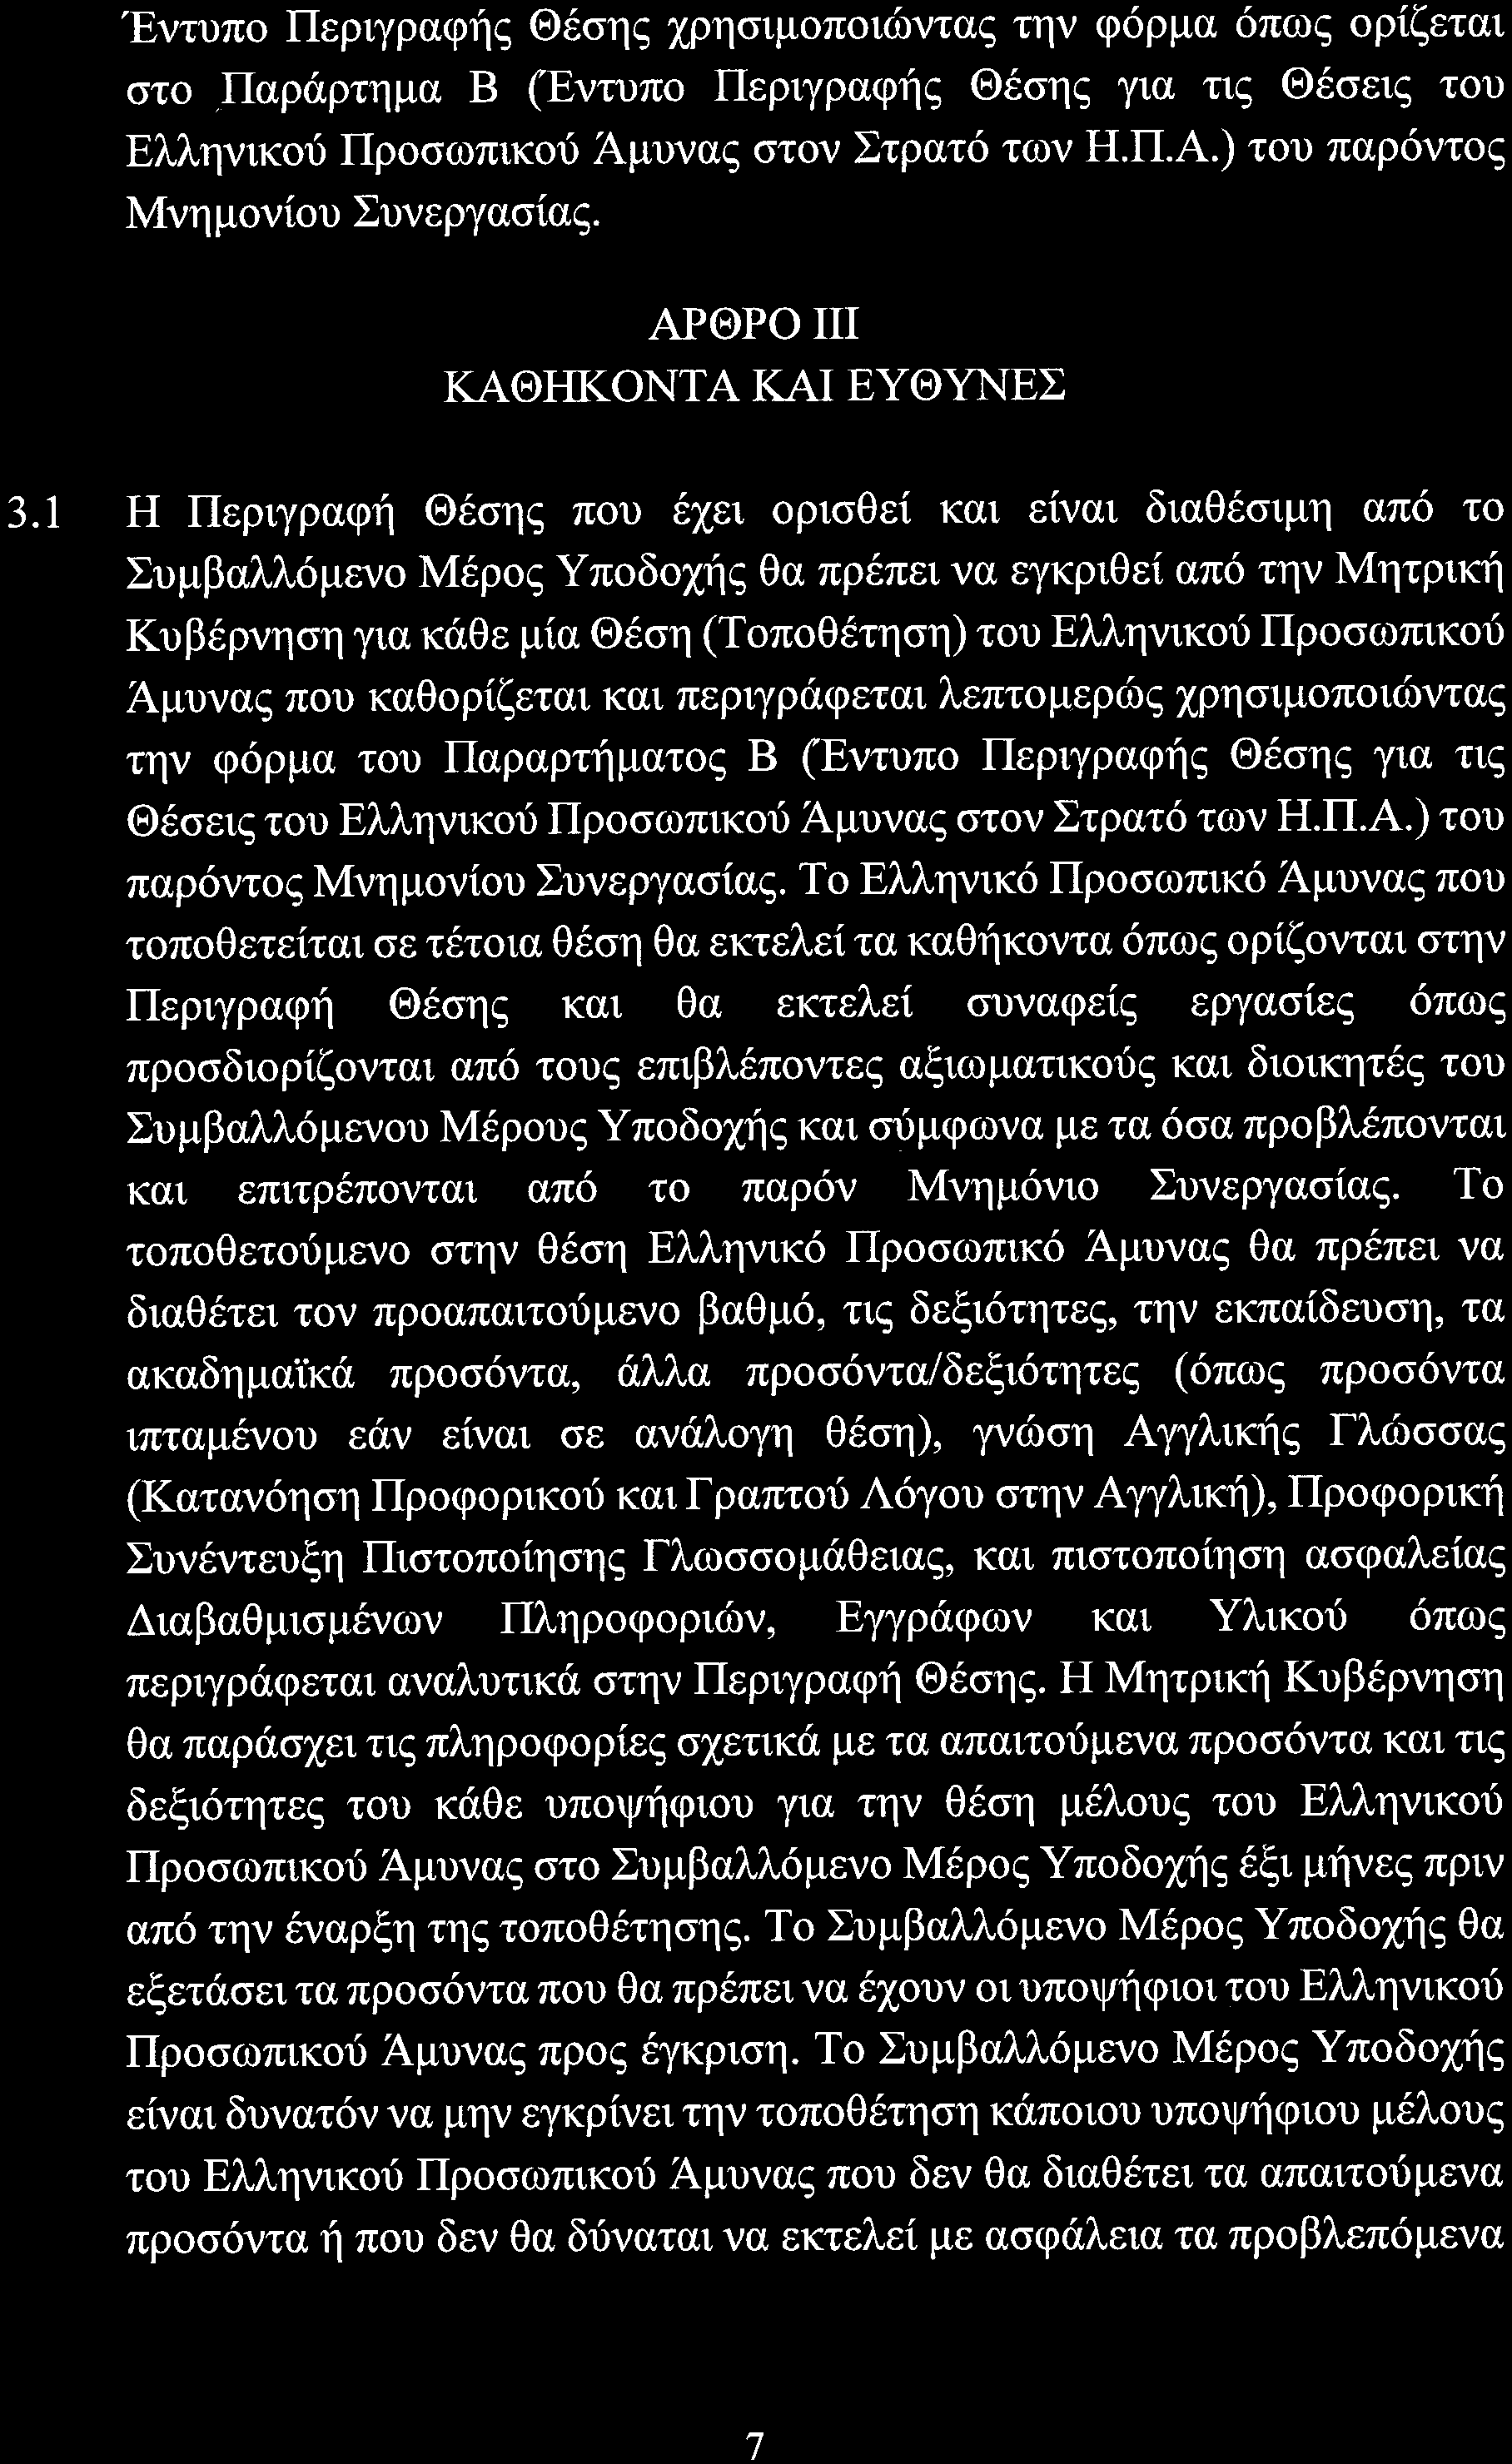 Έντυπο Περιγραφής Θέσης χρησιμοποιώντας την φόρμα όπως ορίζεται
στο Παράρτημα Β (Έντυπο Περιγραφής Θέσης για τις Θέσεις του
Ελληνικού Προσωπικού Άμυνας στον Στρατό των Η.Π.Α.) του παρόντος
Μνημονίου Συνεργασίας.
ΑΡΘΡΟ ΙΙΙ
ΚΑΘΗΚΟΝΤΑ ΚΑΙ ΕΥΘΥΝΕΣ
3.1 Η Περιγραφή Θέσης που έχει ορισθεί και είναι διαθέσιμη από το
Συμβαλλόμενο Μέρος Υποδοχής θα πρέπει να εγκριθεί από την Μητρική
Κυβέρνηση για κάθε μία Θέση (Τοποθέτηση) του Ελληνικού Προσωπικού
Άμυνας που καθορίζεται και περιγράφεται λεπτομερώς χρησιμοποιώντας
την φόρμα του Παραρτήματος Β (Έντυπο Περιγραφής Θέσης για τις
Θέσεις του Ελληνικού Προσωπικού Άμυνας στον Στρατό των Η.Π.Α.) του
παρόντος Μνημονίου Συνεργασίας. Το Ελληνικό Προσωπικό Άμυνας που
τοποθετείται σε τέτοια θέση θα εκτελεί τα καθήκοντα όπως ορίζονται στην
Περιγραφή Θέσης και θα εκτελεί συναφείς εργασίες όπως
προσδιορίζονται από τους επιβλέποντες αξιωματικούς και διοικητές του
Συμβαλλόμενου Μέρους Υποδοχής και σύμφωνα με τα όσα προβλέπονται
και επιτρέπονται από το παρόν Μνημόνιο Συνεργασίας. Το
τοποθετούμενο στην θέση Ελληνικό Προσωπικό Άμυνας θα πρέπει να
διαθέτει τον προαπαιτούμενο βαθμό, τις δεξιότητες, την εκπαίδευση, τα
ακαδημαϊκά προσόντα, άλλα προσόντα/δεξιότητες (όπως προσόντα
ιπταμένου εάν είναι σε ανάλογη θέση), γνώση Αγγλικής Γλώσσας
(Κατανόηση Προφορικού και Γραπτού Λόγου στην Αγγλική), Προφορική
Συνέντευξη Πιστοποίησης Γλωσσομάθειας, και πιστοποίηση ασφαλείας
Διαβαθμισμένων Πληροφοριών, Εγγράφων και Υλικού όπως
περιγράφεται αναλυτικά στην Περιγραφή Θέσης. Η Μητρική Κυβέρνηση
θα παράσχει τις πληροφορίες σχετικά με τα απαιτούμενα προσόντα και τις
δεξιότητες του κάθε υποψήφιου για την θέση μέλους του Ελληνικού
Προσωπικού Άμυνας στο Συμβαλλόμενο Μέρος Υποδοχής έξι μήνες πριν
από την έναρξη της τοποθέτησης. Το Συμβαλλόμενο Μέρος Υποδοχής θα
εξετάσει τα προσόντα που θα πρέπει να έχουν οι υποψήφιοι του Ελληνικού
Προσωπικού Άμυνας προς έγκριση. Το Συμβαλλόμενο Μέρος Υποδοχής
είναι δυνατόν να μην εγκρίνει την τοποθέτηση κάποιου υποψήφιου μέλους
του Ελληνικού Προσωπικού Άμυνας που δεν θα διαθέτει τα απαιτούμενα
προσόντα ή που δεν θα δύναται να εκτελεί με ασφάλεια τα προβλεπόμενα
7